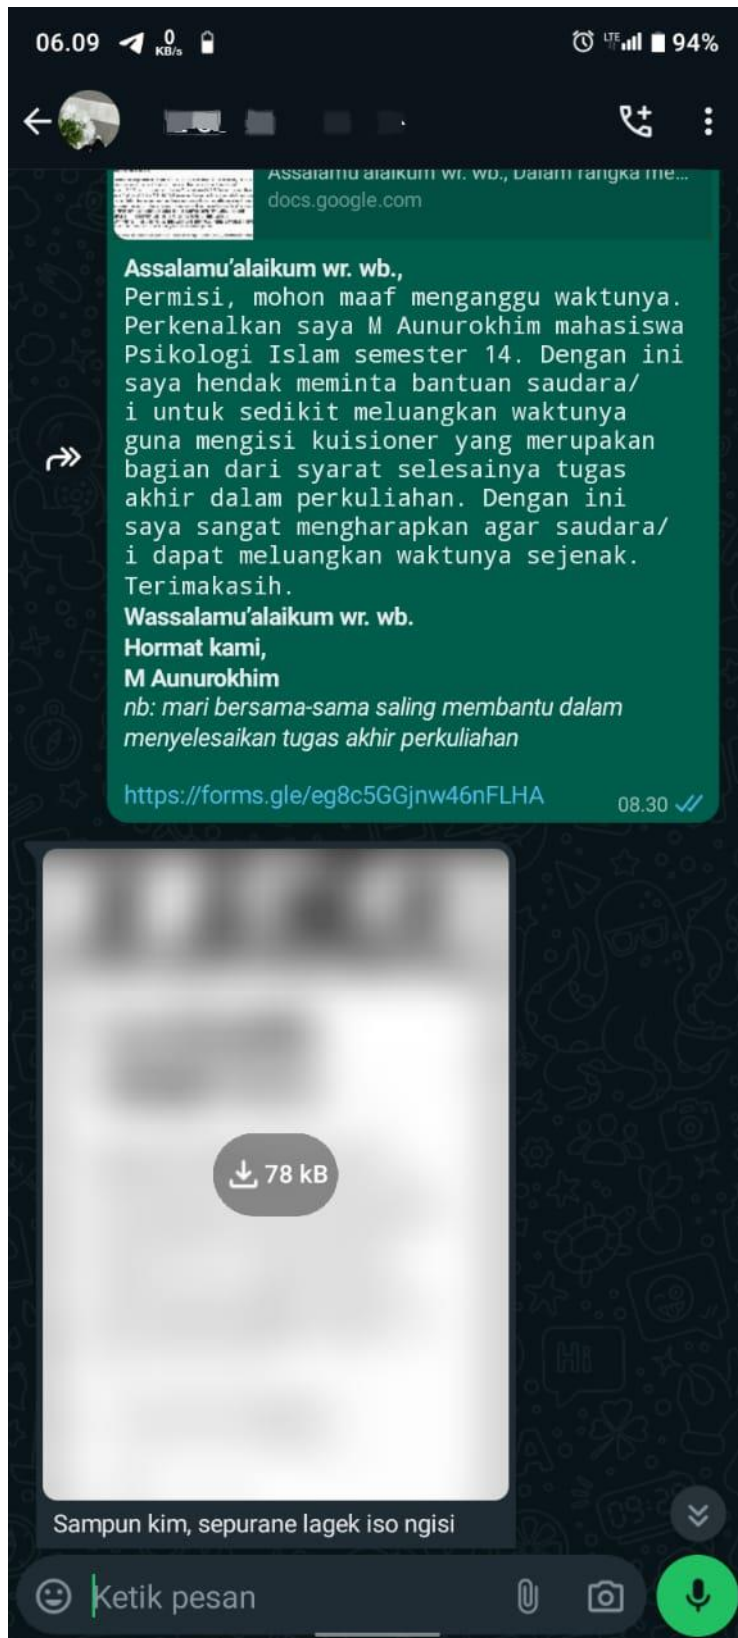 06.09 0 KB/s LTE 94%
Assalamu'alaikum wr. wb., Dalam rangka me...
docs.google.com
Assalamu'alaikum wr. wb.,
Permisi, mohon maaf menganggu waktunya.
Perkenalkan saya M Aunurokhim mahasiswa
Psikologi Islam semester 14. Dengan ini
saya hendak meminta bantuan saudara/
i untuk sedikit meluangkan waktunya
guna mengisi kuisioner yang merupakan
bagian dari syarat selesainya tugas
akhir dalam perkuliahan. Dengan ini
saya sangat mengharapkan agar saudara/
i dapat meluangkan waktunya sejenak.
Terimakasih.
Wassalamu'alaikum wr. wb.
Hormat kami,
M Aunurokhim
nb: mari bersama-sama saling membantu dalam
menyelesaikan tugas akhir perkuliahan
https://forms.gle/eg8c5GGjnw46nFLHA 08.30
78 kB
Sampun kim, sepurane lagek iso ngisi
Ketik pesan